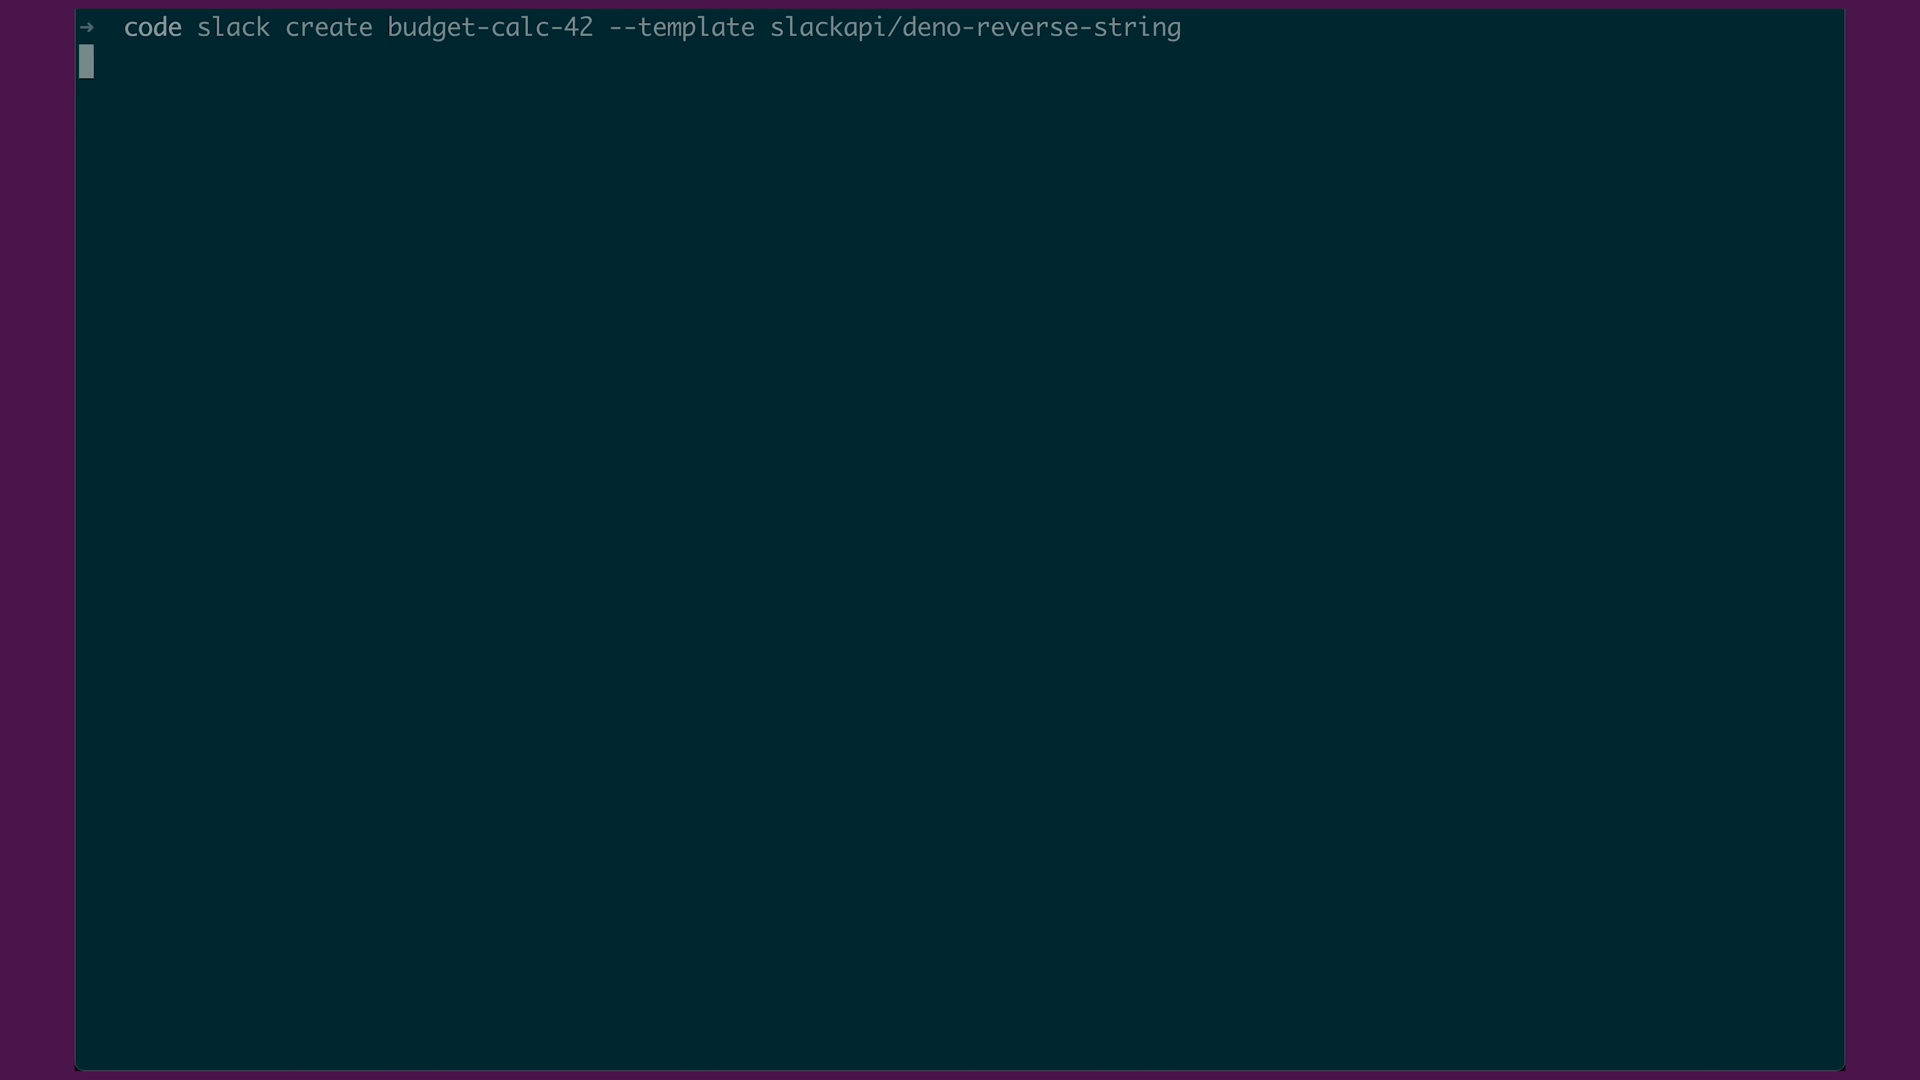 → code slack create budget-calc-42 --template slackapi/deno-reverse-string